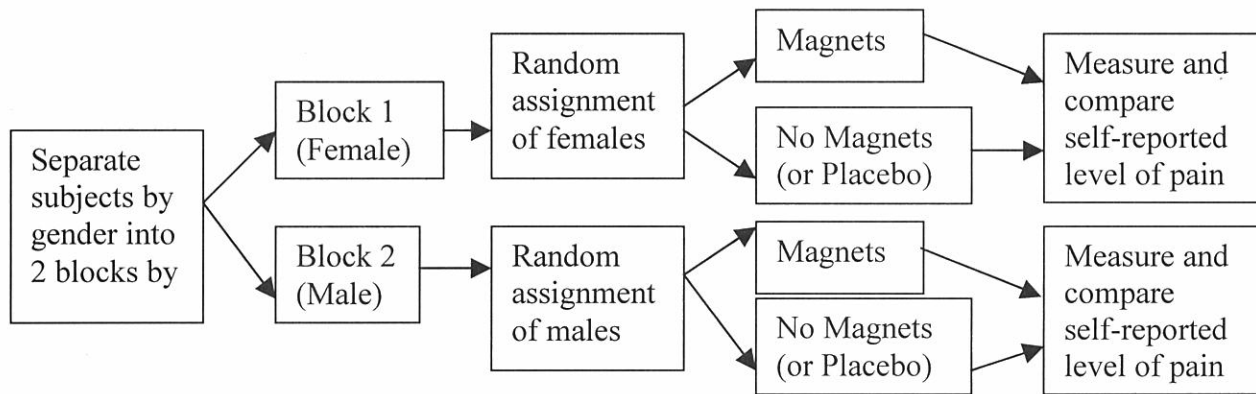 Separate
subjects by
gender into
2 blocks by
Block 1
(Female)
Random
assignment
of females
Magnets
No Magnets
(or Placebo)
Measure and
compare
self-reported
level of pain
Block 2
(Male)
Random
assignment
of males
Magnets
No Magnets
(or Placebo)
Measure and
compare
self-reported
level of pain